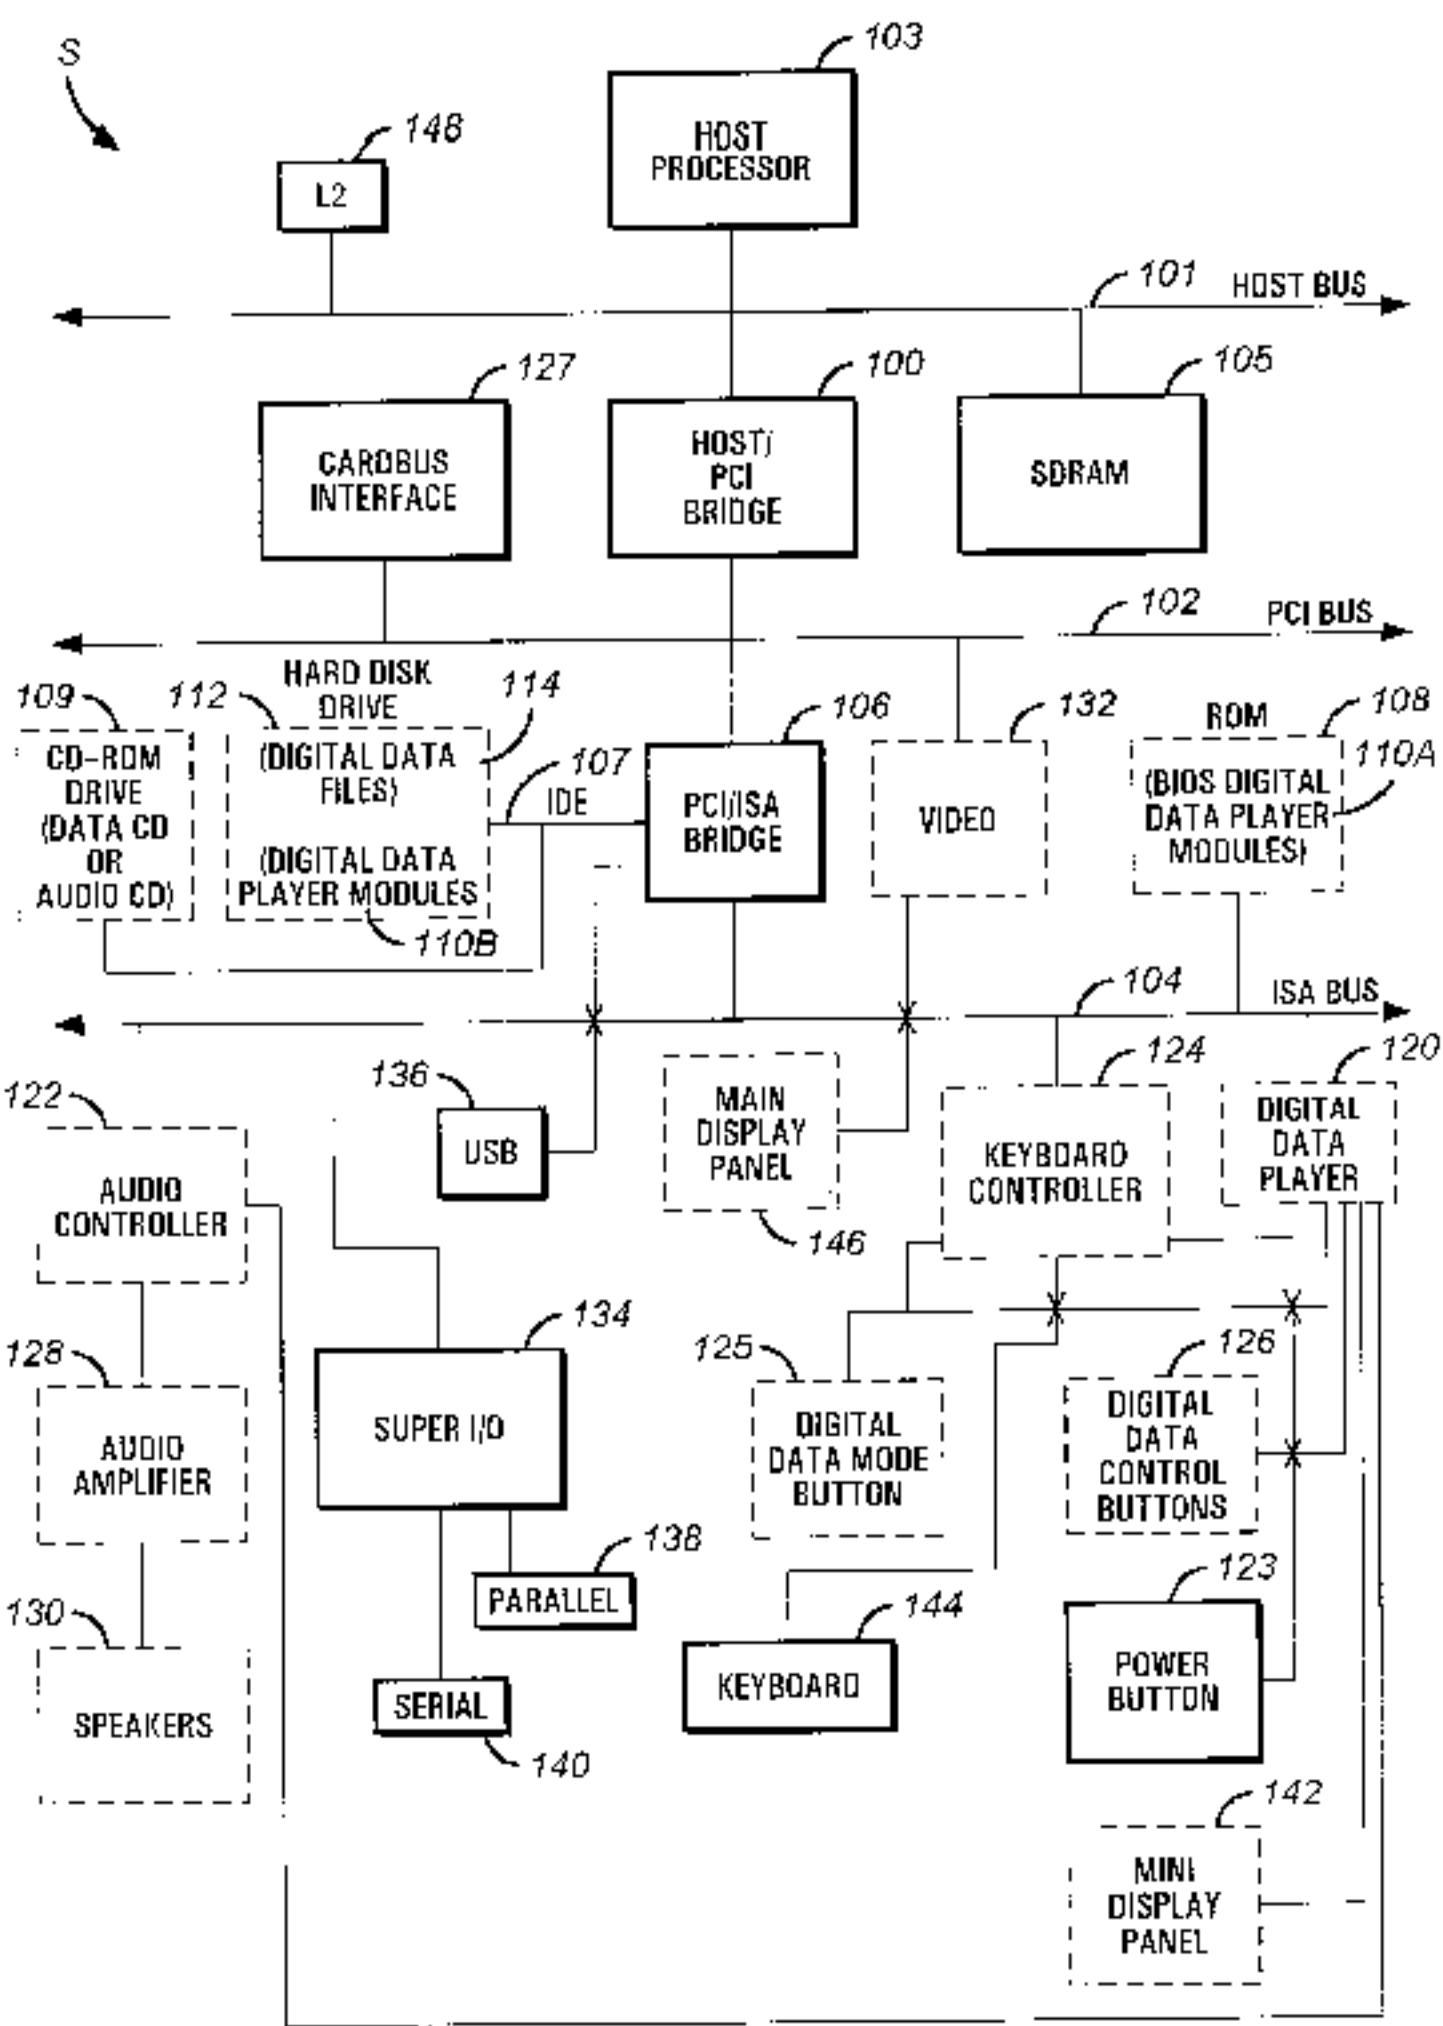 S
103
HOST
PROCESSOR
148
L2
101
HOST BUS
127
CARDBUS
INTERFACE
100
HOST/
PCI
BRIDGE
105
SDRAM
102
PCI BUS
109
CD-ROM
DRIVE
(DATA CD
OR
AUDIO CD)
112
HARD DISK
DRIVE
114
(DIGITAL DATA
FILES)
(DIGITAL DATA
PLAYER MODULES
110B
107
IDE
106
PCI/ISA
BRIDGE
132
VIDEO
ROM
108
110A
(BIOS DIGITAL
DATA PLAYER
MODULES)
104
ISA BUS
122
AUDIO
CONTROLLER
136
USB
MAIN
DISPLAY
PANEL
146
124
KEYBOARD
CONTROLLER
120
DIGITAL
DATA
PLAYER
128
AUDIO
AMPLIFIER
134
SUPER I/O
125
DIGITAL
DATA MODE
BUTTON
126
DIGITAL
DATA
CONTROL
BUTTONS
138
PARALLEL
130
SPEAKERS
SERIAL
140
144
KEYBOARD
123
POWER
BUTTON
142
MINI
DISPLAY
PANEL